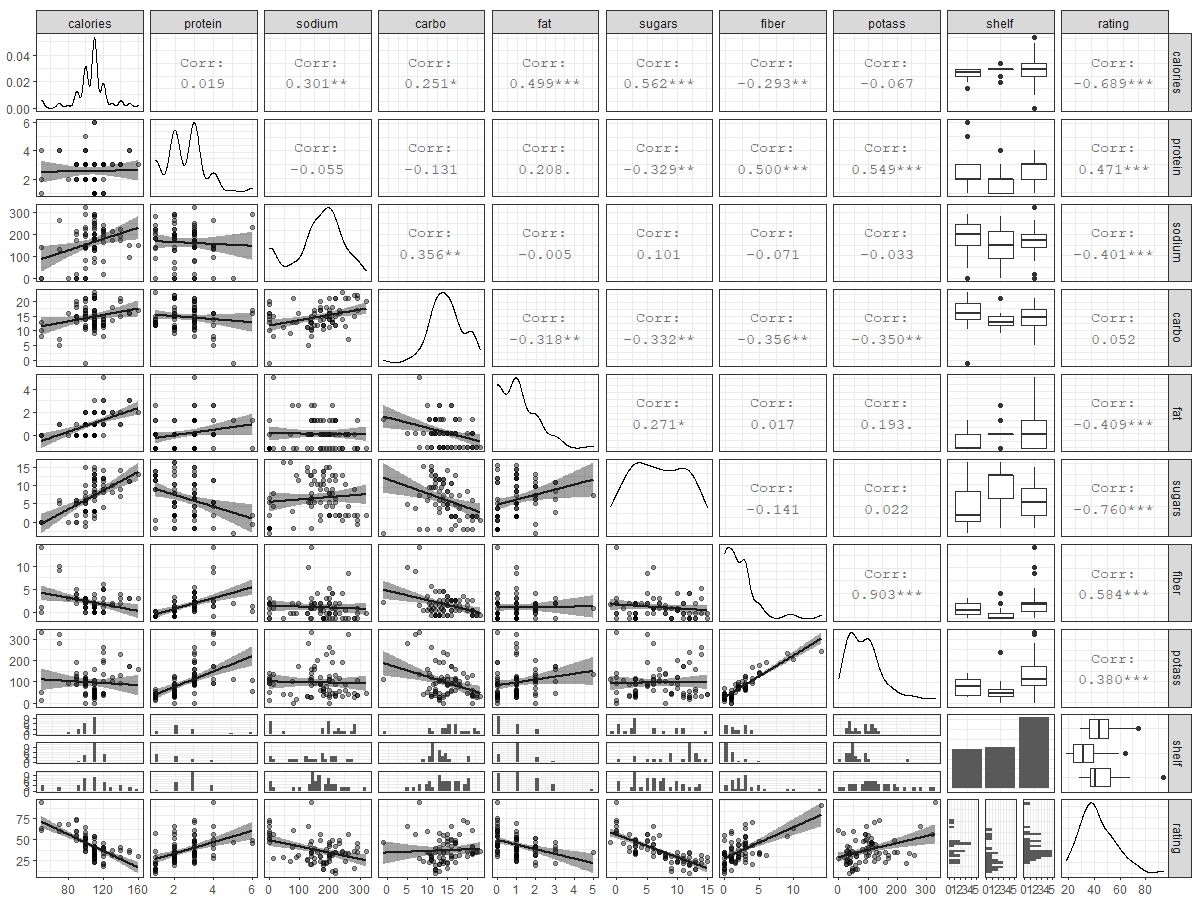 calories protein sodium carbo fat sugars fiber potass shelf rating
0.04
0.02
0.00
Corr: Corr: Corr: Corr: Corr: Corr: Corr: Corr:
0.019 0.301** 0.251* 0.499*** 0.562*** -0.293** -0.067 -0.689***
calories
6
4
2
Corr: Corr: Corr: Corr: Corr: Corr: Corr:
-0.055 -0.131 0.208. -0.329** 0.500*** 0.549*** 0.471***
protein
300
200
100
0
Corr: Corr: Corr: Corr: Corr: Corr:
0.356** -0.005 0.101 -0.071 -0.033 -0.401***
sodium
20
15
10
5
0
Corr: Corr: Corr: Corr: Corr:
-0.318** -0.332** -0.356** -0.350** 0.052
carbo
4
2
0
Corr: Corr: Corr: Corr:
0.271* 0.017 0.193. -0.409***
fat
15
10
5
0
Corr: Corr: Corr:
-0.141 0.022 -0.760***
sugars
10
5
0
Corr: Corr:
0.903*** 0.584***
fiber
300
200
100
0
Corr:
0.380***
potass
shelf
75
50
25
rating
80 120 160 2 4 6 0 100 200 300 0 5 10 15 20 0 1 2 3 4 5 0 5 10 15 0 5 10 0 100 200 300 012345 012345 012345 20 40 60 80